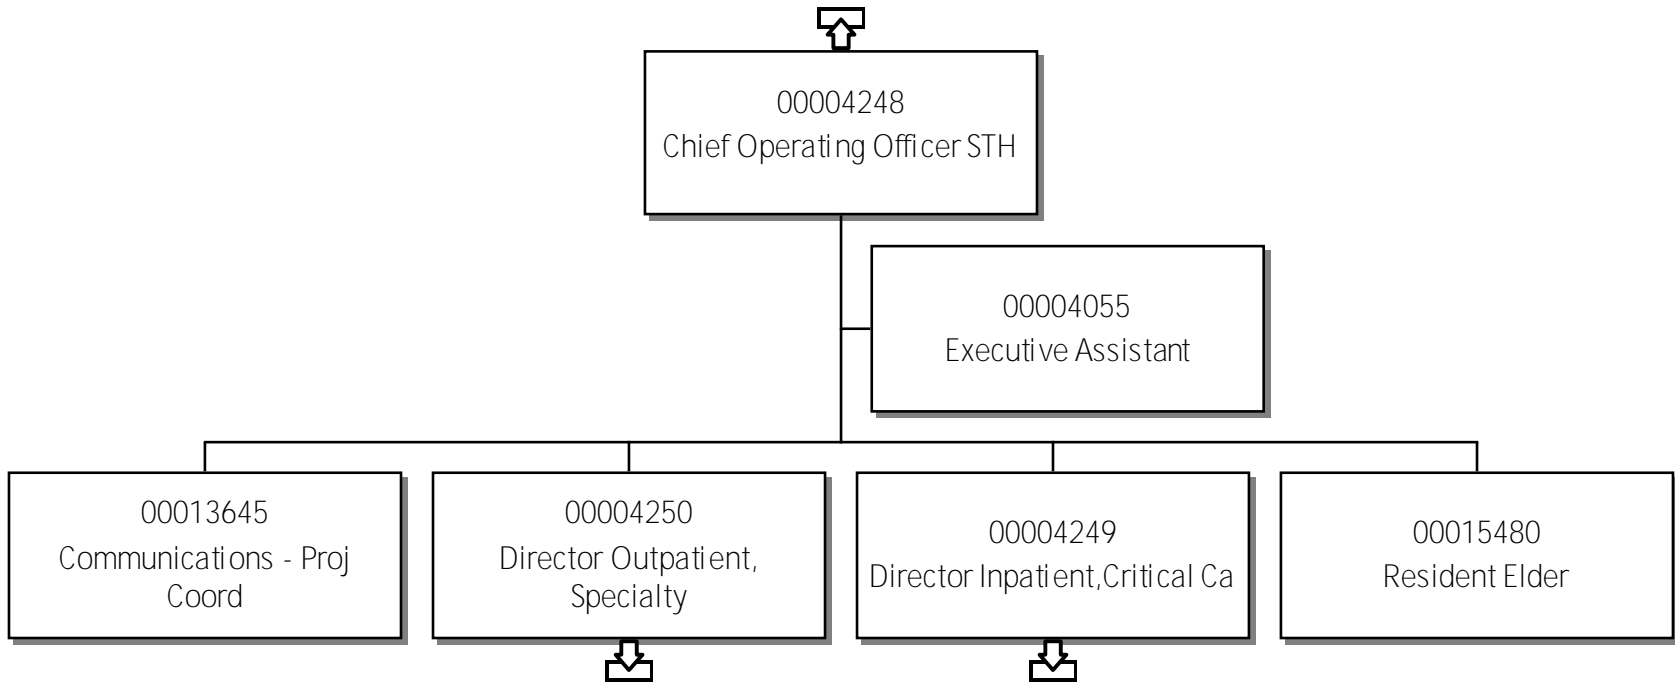 00004248
Chief Operating Officer STH
00004055
Executive Assistant
00013645
Communications - Proj
Coord
00004250
Director Outpatient,
Specialty
00004249
Director Inpatient,Critical Ca
00015480
Resident Elder